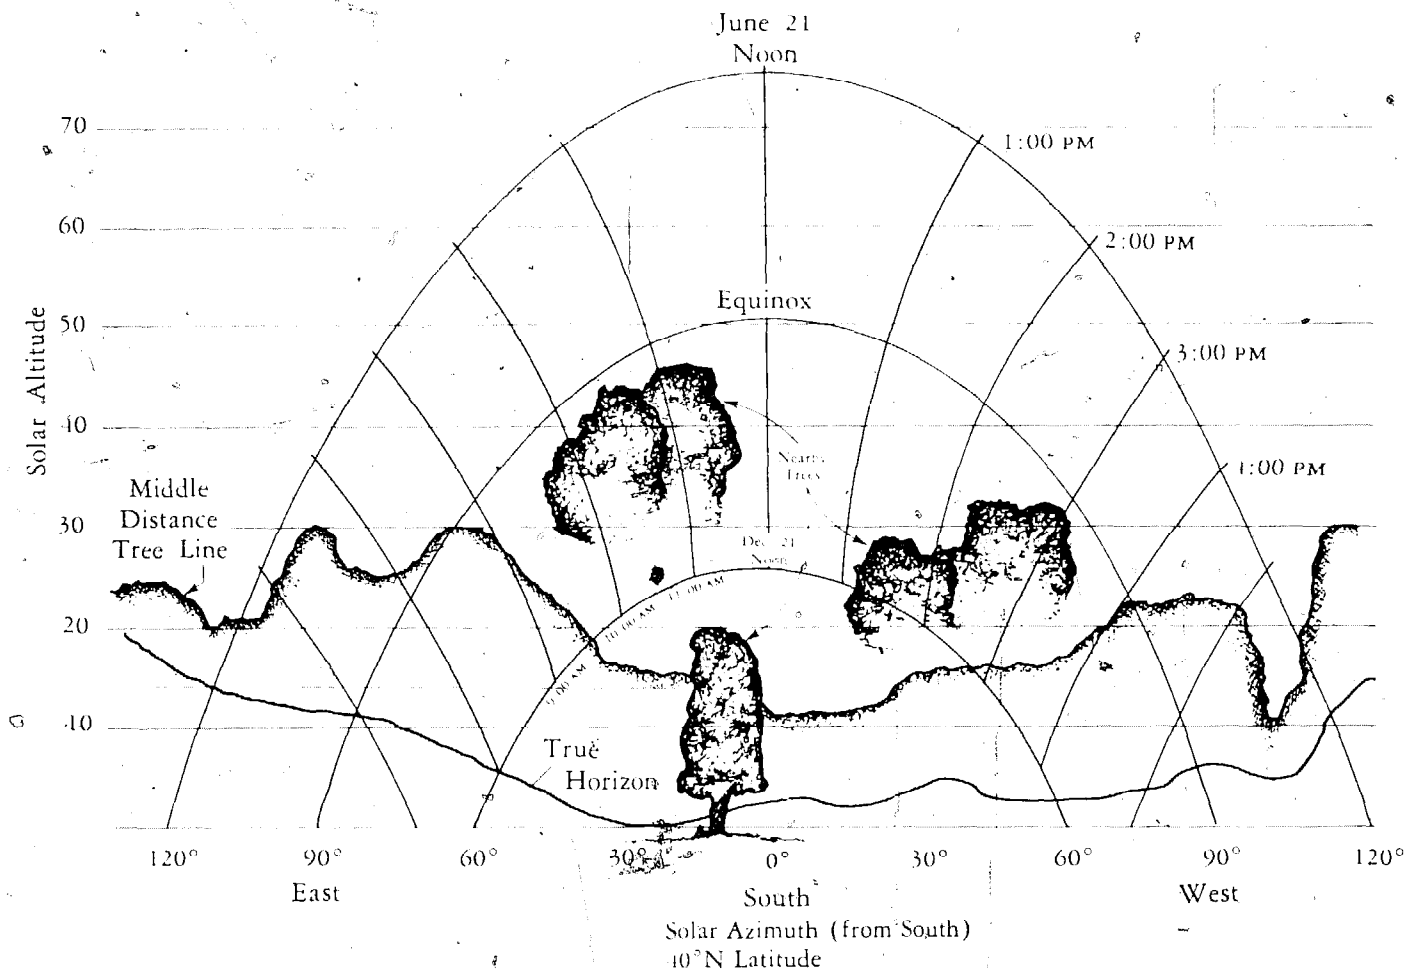 June 21
Noon
70
1:00 PM
60
2:00 PM
Equinox
50
3:00 PM
Solar Altitude
40
Nearby
Trees
4:00 PM
Middle
Distance
Tree Line
30
Dec 21
Noon
11:00 AM
10:00 AM
20
9:00 AM
10
True
Horizon
120° 90° 60° 30° 0° 30° 60° 90° 120°
East South West
Solar Azimuth (from South)
40°N Latitude